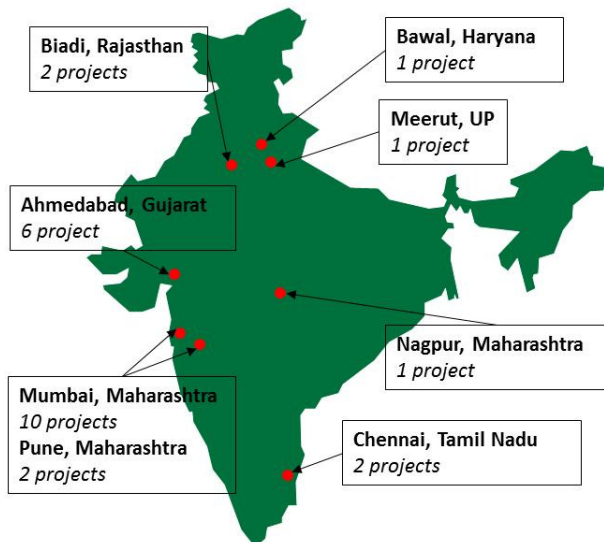 Biadi, Rajasthan
2 projects
Bawal, Haryana
1 project
Meerut, UP
1 project
Ahmedabad, Gujarat
6 project
Nagpur, Maharashtra
1 project
Mumbai, Maharashtra
10 projects
Pune, Maharashtra
2 projects
Chennai, Tamil Nadu
2 projects